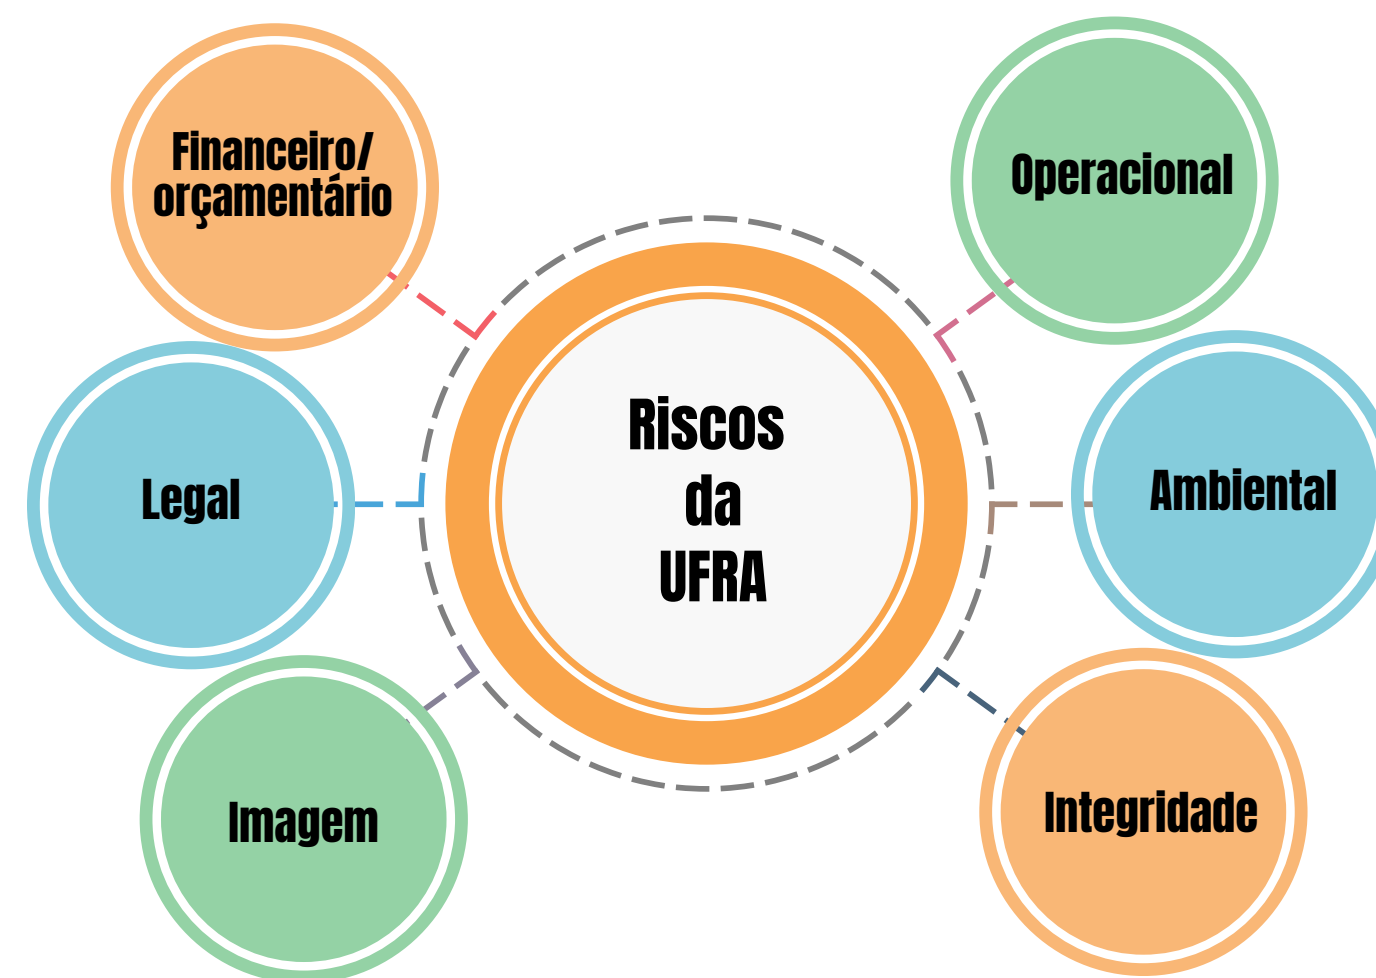 Financeiro/
orçamentário
Operacional
Riscos
da
UFRA
Legal
Ambiental
Imagem
Integridade